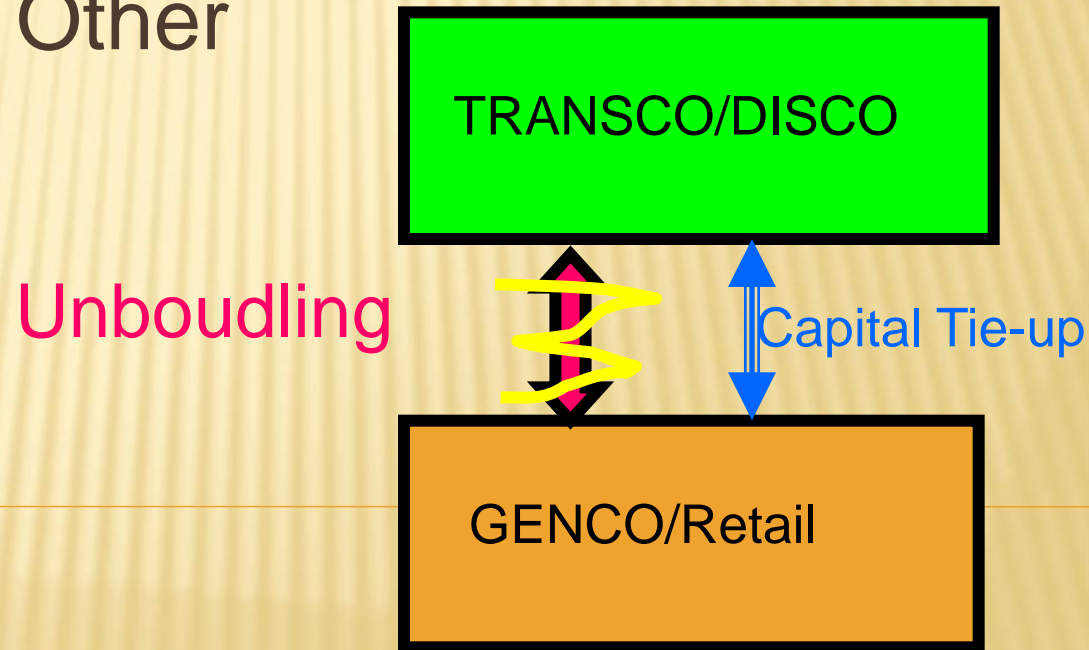 Other
TRANSCO/DISCO
Unboudling
Capital Tie-up
GENCO/Retail